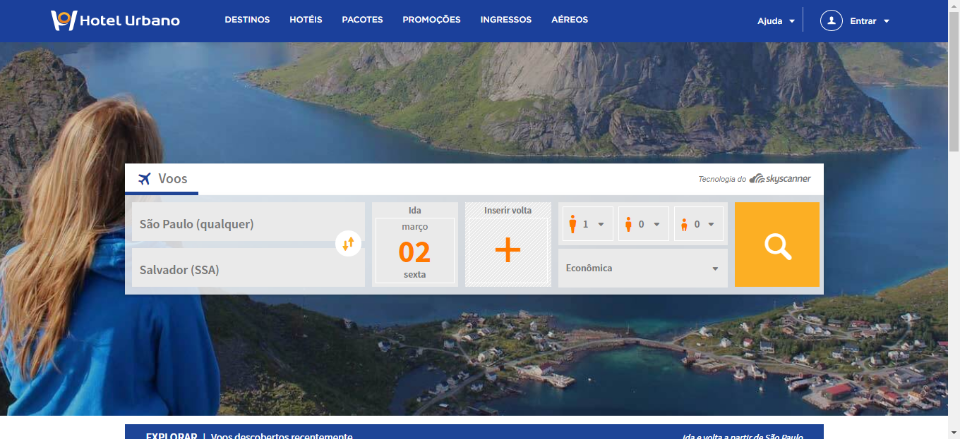 Hotel Urbano
DESTINOS HOTÉIS PACOTES PROMOÇÕES INGRESSOS AÉREOS
Ajuda Entrar
Voos
Tecnologia do skyscanner
São Paulo (qualquer)
Salvador (SSA)
Ida
março
02
sexta
Inserir volta
+
1 0 0
Econômica
EXPLORAR | Voos descobertos recentemente
Ida e volta a partir de São Paulo